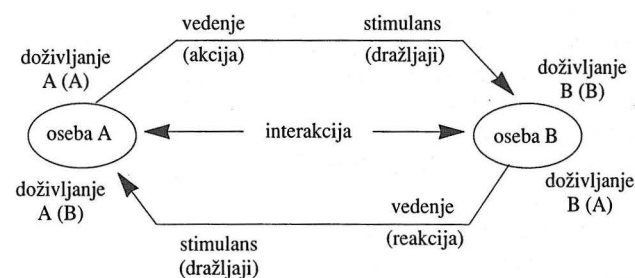 vedenje
(akcija)
stimulans
(dražljaji)
doživljanje
A (A)
doživljanje
B (B)
oseba A
interakcija
oseba B
doživljanje
A (B)
doživljanje
B (A)
stimulans
(dražljaji)
vedenje
(reakcija)